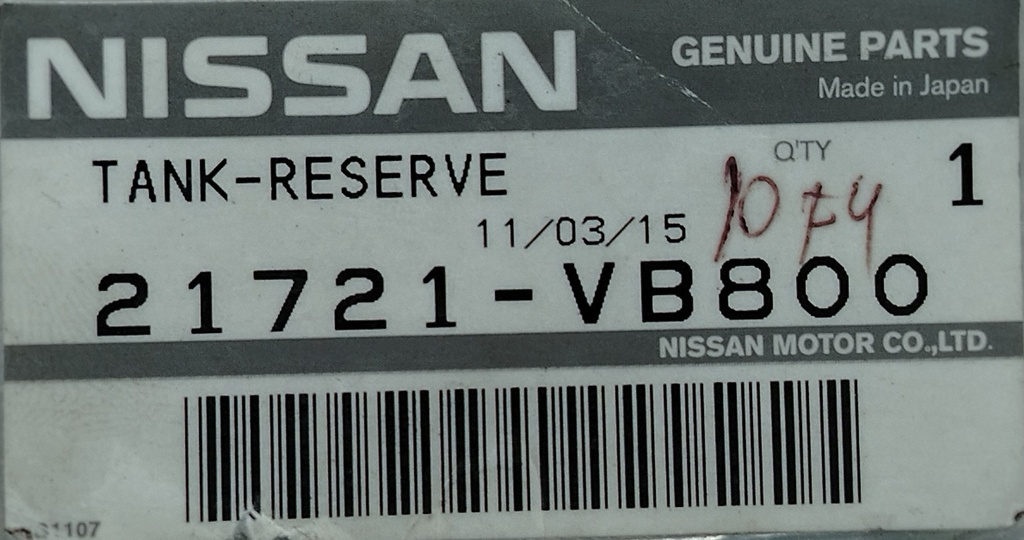 NISSAN
GENUINE PARTS
Made in Japan
TANK-RESERVE
Q'TY
1
11/03/15
21721-VB800
NISSAN MOTOR CO.,LTD.